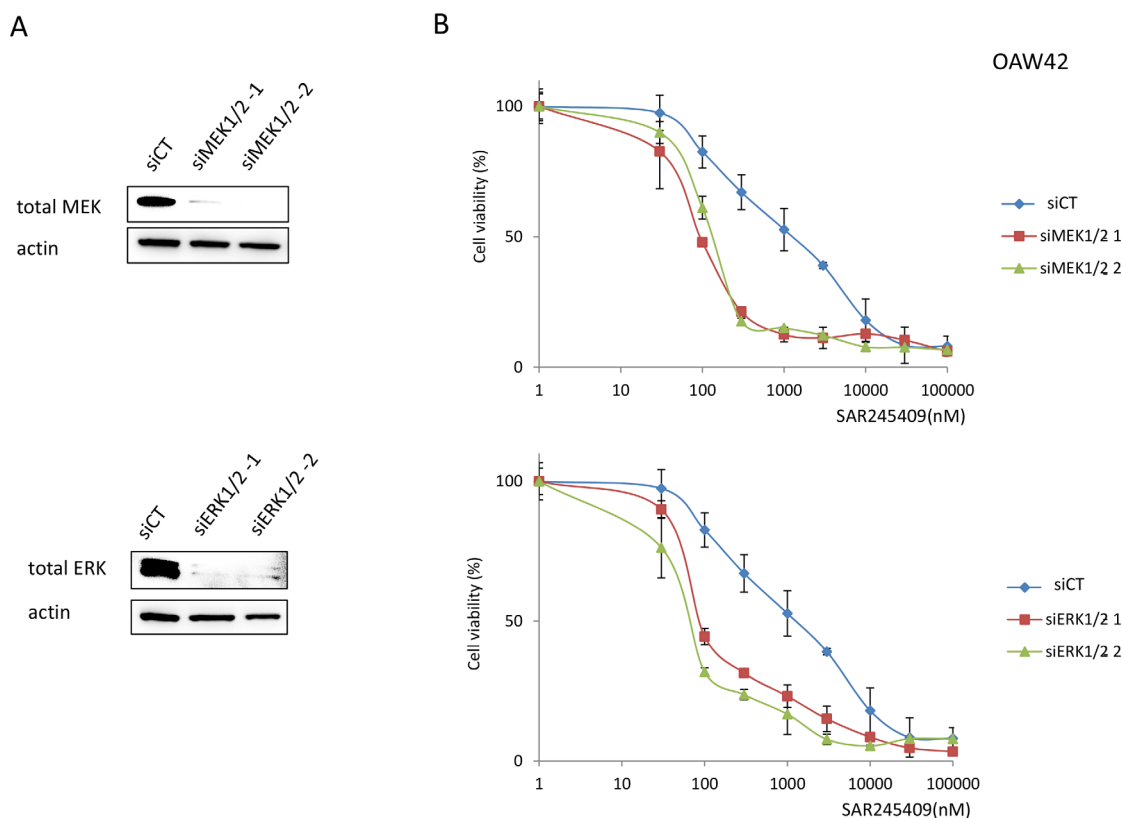 A
siCT
siMEK1/2 -1
siMEK1/2 -2
total MEK
actin
siCT
siERK1/2 -1
siERK1/2 -2
total ERK
actin
B
OAW42
Cell viability (%)
100
50
0
1 10 100 1000 10000 100000
SAR245409(nM)
siCT
siMEK1/2 1
siMEK1/2 2
Cell viability (%)
100
50
0
1 10 100 1000 10000 100000
SAR245409(nM)
siCT
siERK1/2 1
siERK1/2 2